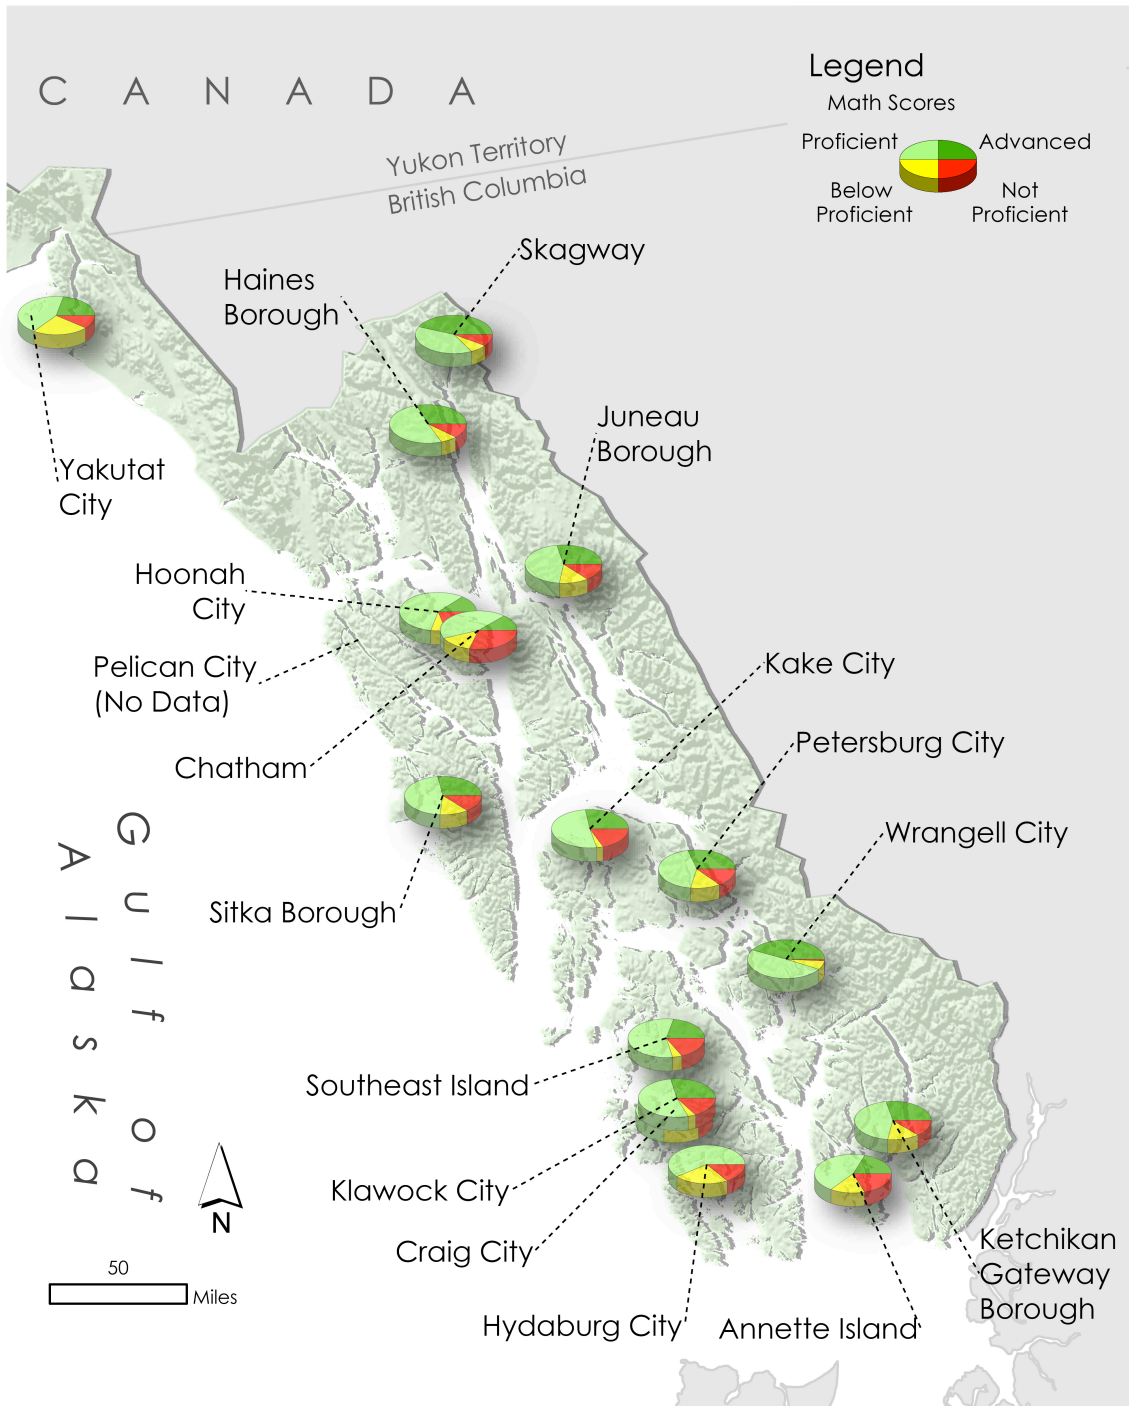 CANADA
Legend
Math Scores
Proficient
Advanced
Below
Proficient
Not
Proficient
Yukon Territory
British Columbia
Skagway
Haines
Borough
Juneau
Borough
Yakutat
City
Hoonah
City
Pelican City
(No Data)
Chatham
Kake City
Petersburg City
Wrangell City
Sitka Borough
Gulf of
Alaska
Southeast Island
Klawock City
Craig City
Hydaburg City
Annette Island
Ketchikan
Gateway
Borough
N
50
Miles